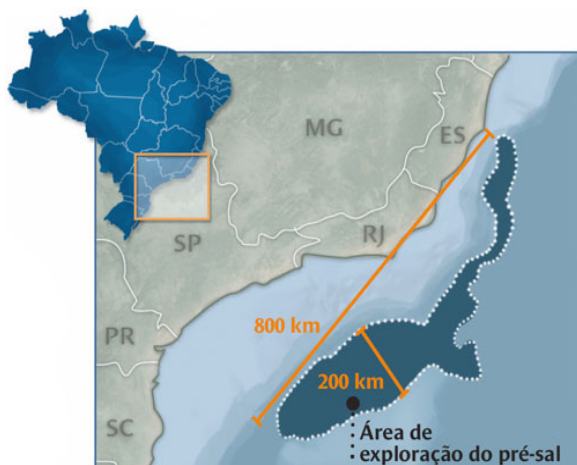 MG
ES
RJ
SP
800 km
PR
200 km
SC
Área de
exploração do pré-sal